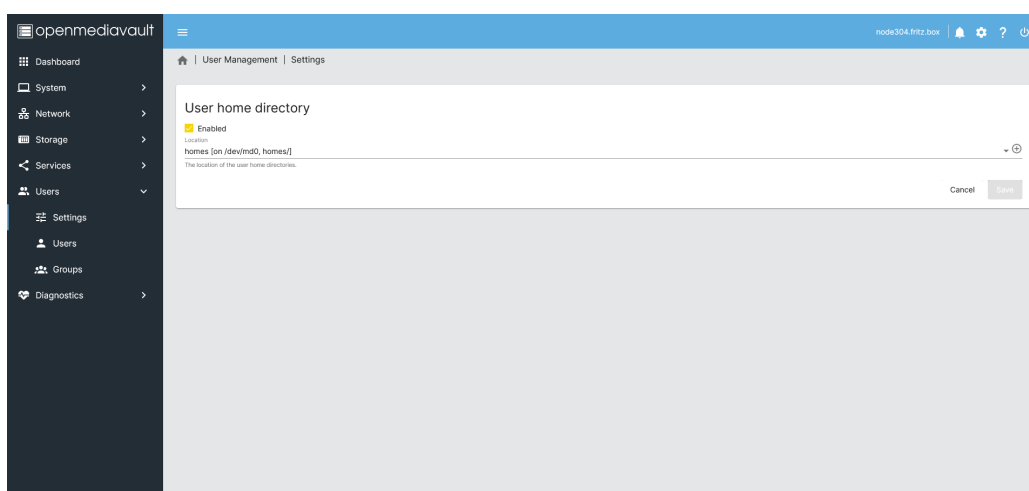 openmediavault
node304.fritz.box
Dashboard
User Management | Settings
System
Network
Storage
Services
Users
Settings
Users
Groups
Diagnostics
User home directory
Enabled
Location
homes [on /dev/md0, homes/]
The location of the user home directories.
Cancel Save